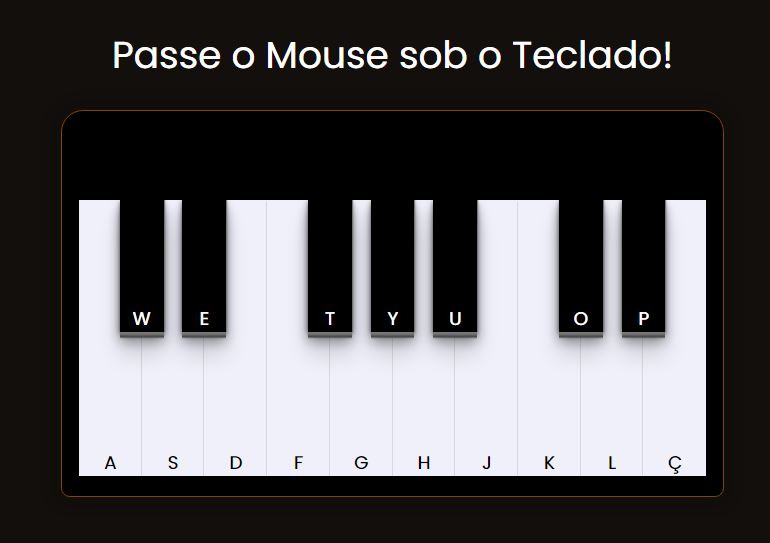 Passe o Mouse sob o Teclado!
W E T Y U O P
A S D F G H J K L Ç